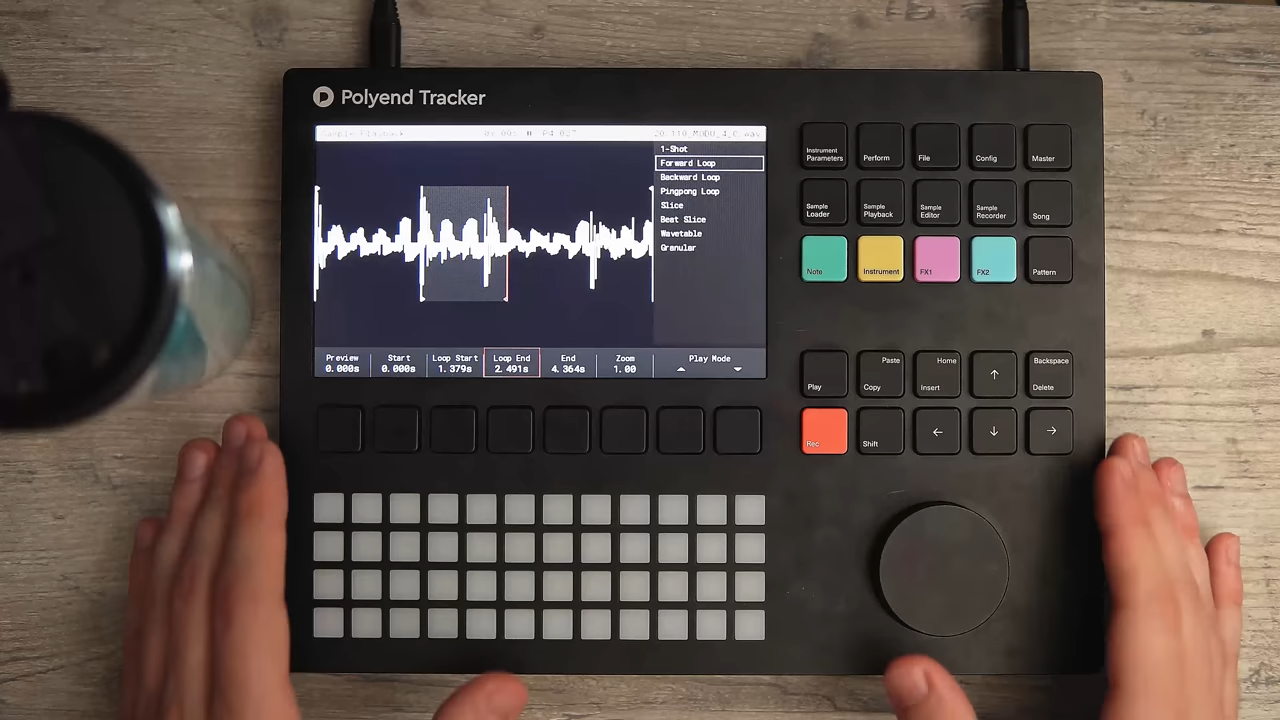 Polyend Tracker
Sample Playback
1-Shot
Forward Loop
Backward Loop
Pingpong Loop
Slice
Beat Slice
Wavetable
Granular
Preview Start Loop Start Loop End End Zoom Play Mode
0.000s 0.000s 1.379s 2.491s 4.364s 1.00
Instrument Parameters Perform File Config Master
Sample Loader Sample Playback Sample Editor Sample Recorder Song
Note Instrument FX1 FX2 Pattern
Paste Home Backspace
Play Copy Insert ↑ Delete
Rec Shift ← ↓ →